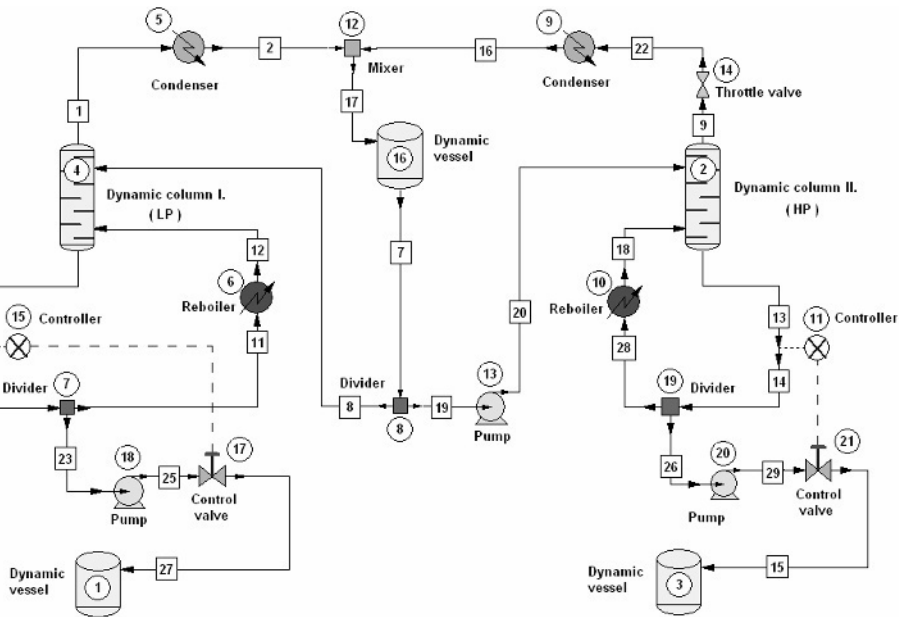 5
12
9
2
16
22
14
Condenser
Mixer
Condenser
Throttle valve
1
17
9
4
16
Dynamic
vessel
2
Dynamic column I.
( LP )
Dynamic column II.
( HP )
12
7
18
6
Reboiler
10
Reboiler
20
15
Controller
11
28
13
11
Controller
13
14
Divider
7
Divider
8
8
19
Pump
19
Divider
23
18
25
17
26
20
29
21
Pump
Control
valve
Pump
Control
valve
Dynamic
vessel
1
27
Dynamic
vessel
3
15